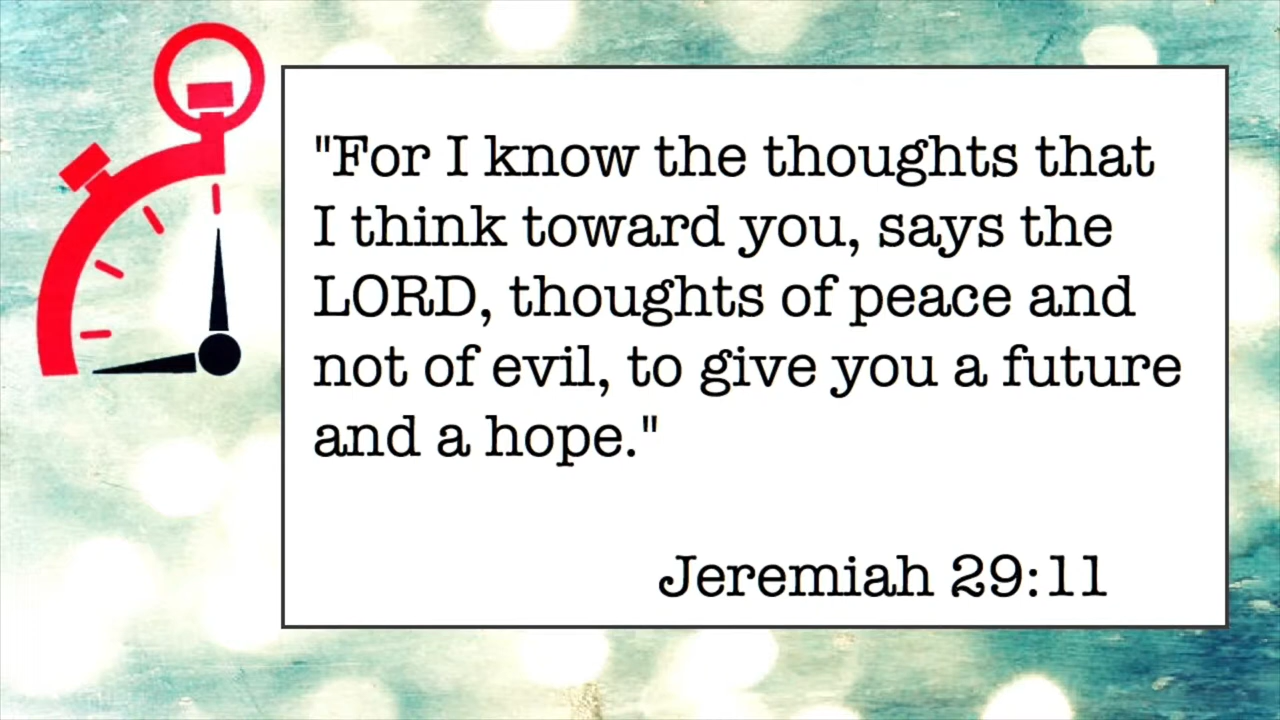 "For I know the thoughts that
I think toward you, says the
LORD, thoughts of peace and
not of evil, to give you a future
and a hope."
Jeremiah 29:11